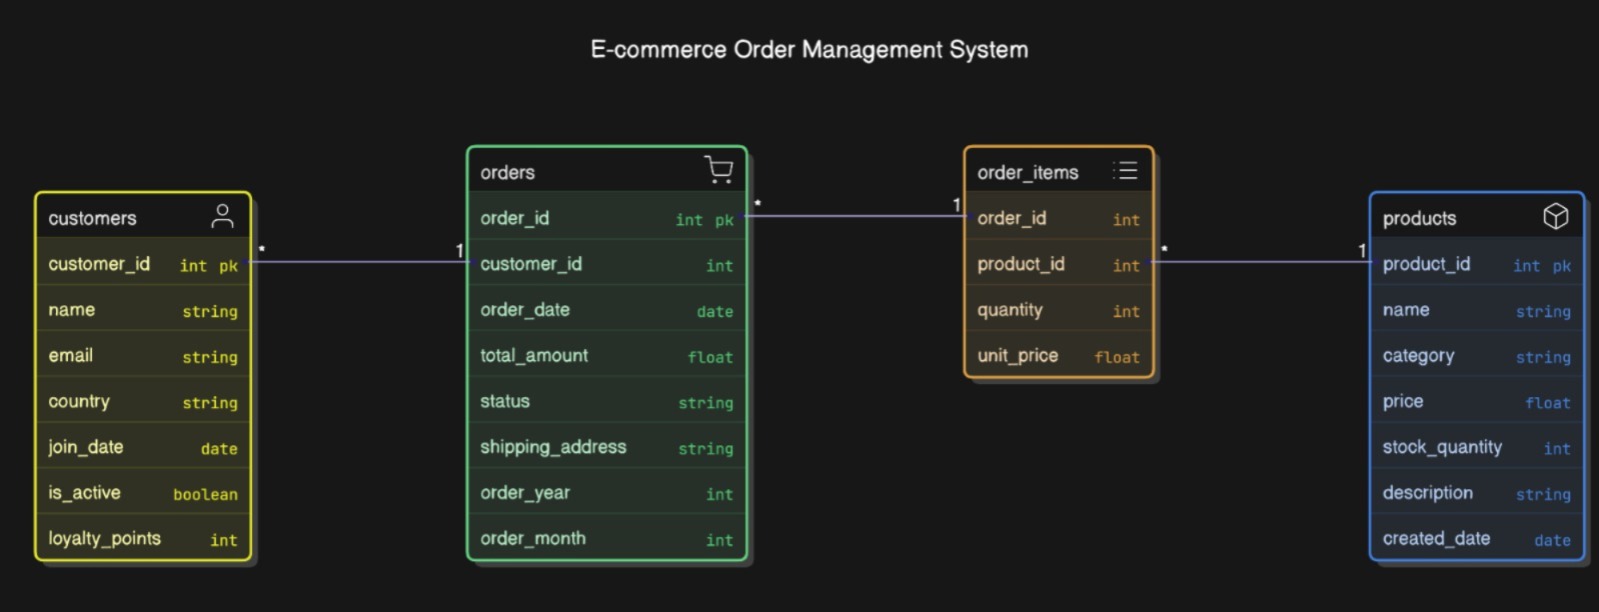 E-commerce Order Management System
customers
customer_id int pk
name string
email string
country string
join_date date
is_active boolean
loyalty_points int
* 1
orders
order_id int pk
customer_id int
order_date date
total_amount float
status string
shipping_address string
order_year int
order_month int
* 1
order_items
order_id int
product_id int
quantity int
unit_price float
* 1
products
product_id int pk
name string
category string
price float
stock_quantity int
description string
created_date date